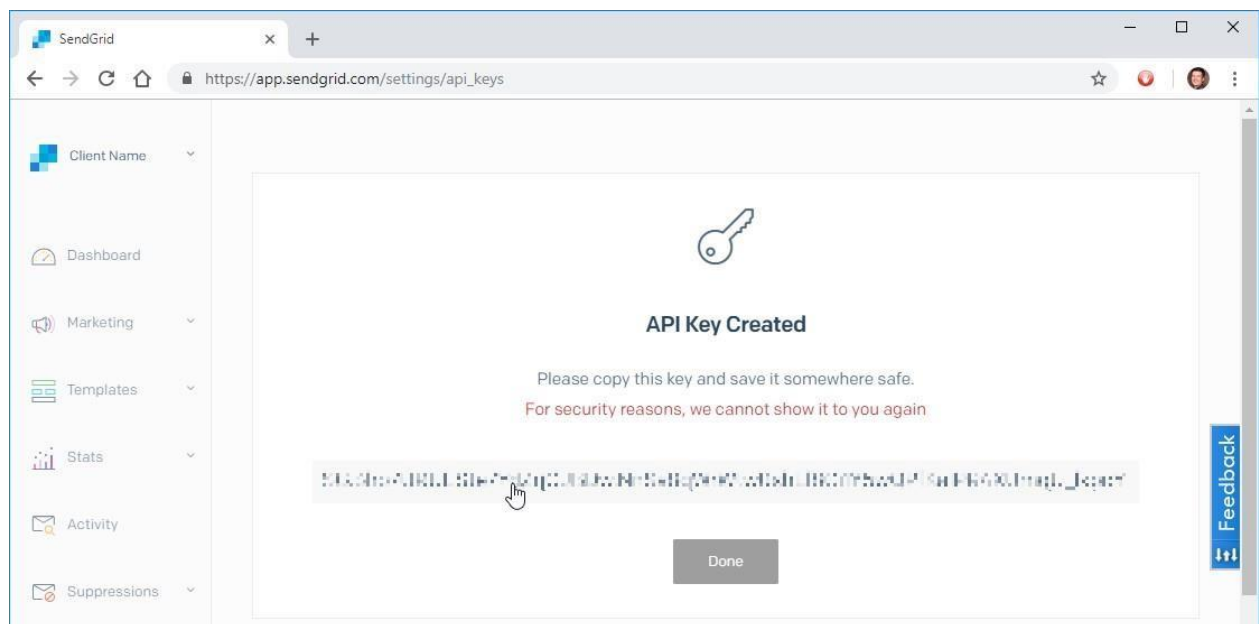 SendGrid
https://app.sendgrid.com/settings/api_keys
Client Name
Dashboard
Marketing
Templates
Stats
Activity
Suppressions
API Key Created
Please copy this key and save it somewhere safe.
For security reasons, we cannot show it to you again
Done
Feedback